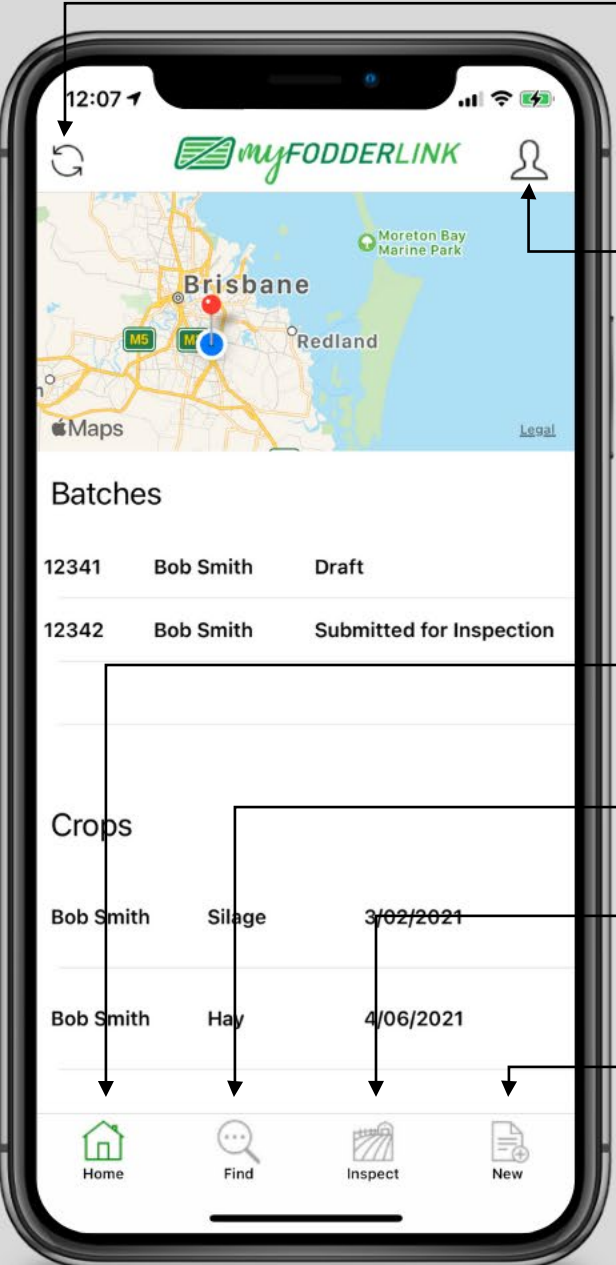 12:07
myFODDERLINK
Moreton Bay
Marine Park
Brisbane
Redland
M5
Maps
Legal
Batches
12341 Bob Smith Draft
12342 Bob Smith Submitted for Inspection
Crops
Bob Smith Silage 3/02/2021
Bob Smith Hay 4/06/2021
Home Find Inspect New